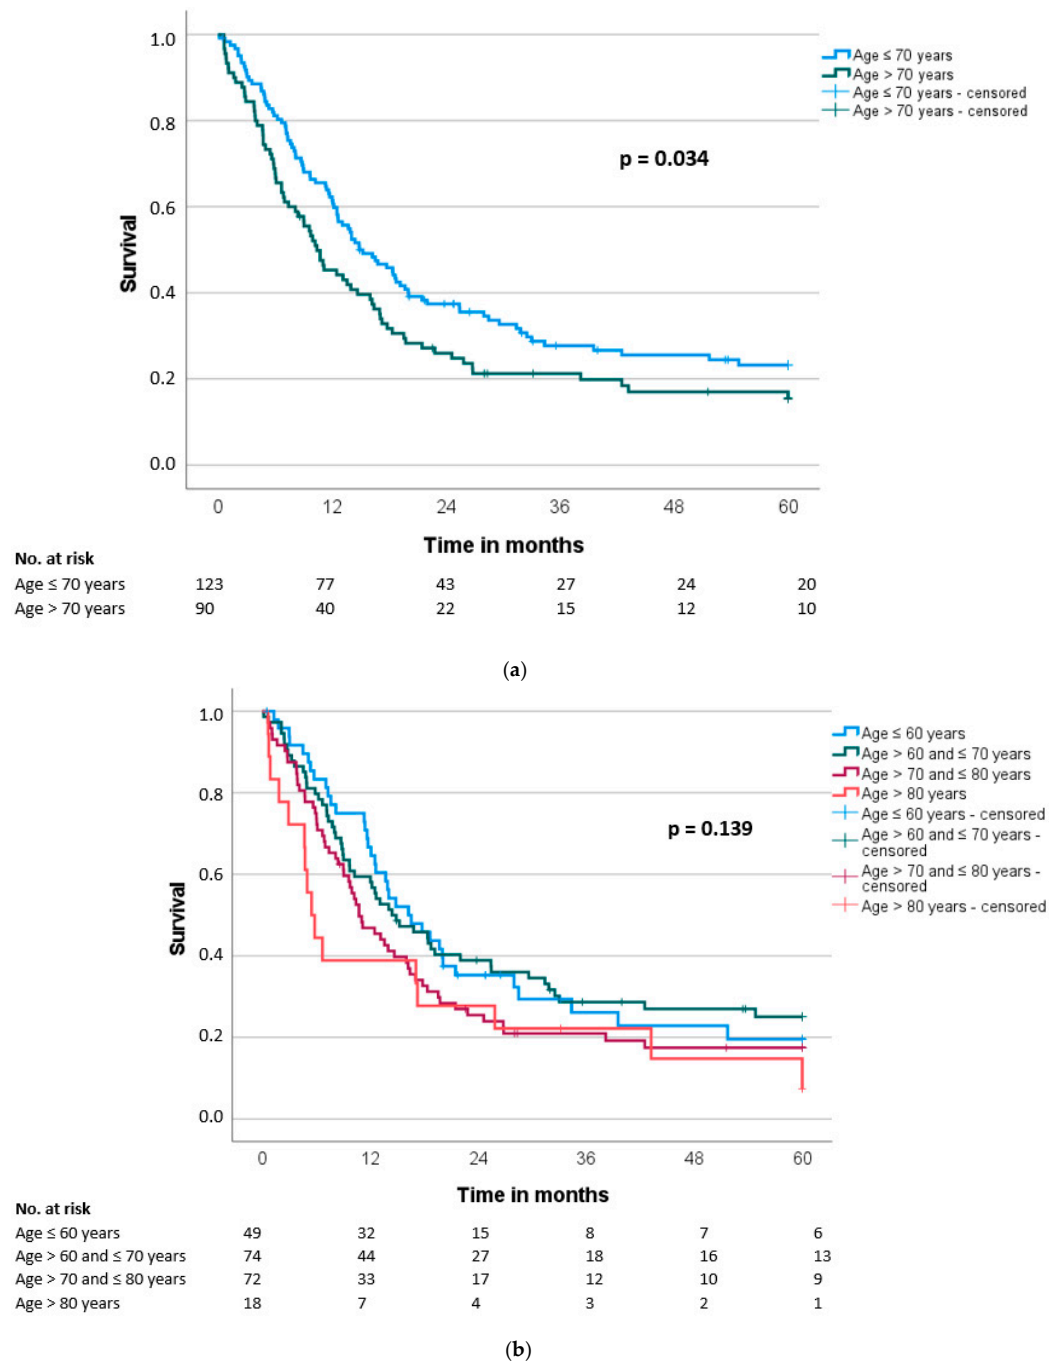 1.0
0.8
0.6
0.4
0.2
0.0
Survival
Age ≤ 70 years
Age > 70 years
Age ≤ 70 years - censored
Age > 70 years - censored
p = 0.034
0 12 24 36 48 60
Time in months
No. at risk
Age ≤ 70 years 123 77 43 27 24 20
Age > 70 years 90 40 22 15 12 10
(a)
1.0
0.8
0.6
0.4
0.2
0.0
Survival
Age ≤ 60 years
Age > 60 and ≤ 70 years
Age > 70 and ≤ 80 years
Age > 80 years
Age ≤ 60 years - censored
Age > 60 and ≤ 70 years -
censored
Age > 70 and ≤ 80 years -
censored
Age > 80 years - censored
p = 0.139
0 12 24 36 48 60
Time in months
No. at risk
Age ≤ 60 years 49 32 15 8 7 6
Age > 60 and ≤ 70 years 74 44 27 18 16 13
Age > 70 and ≤ 80 years 72 33 17 12 10 9
Age > 80 years 18 7 4 3 2 1
(b)